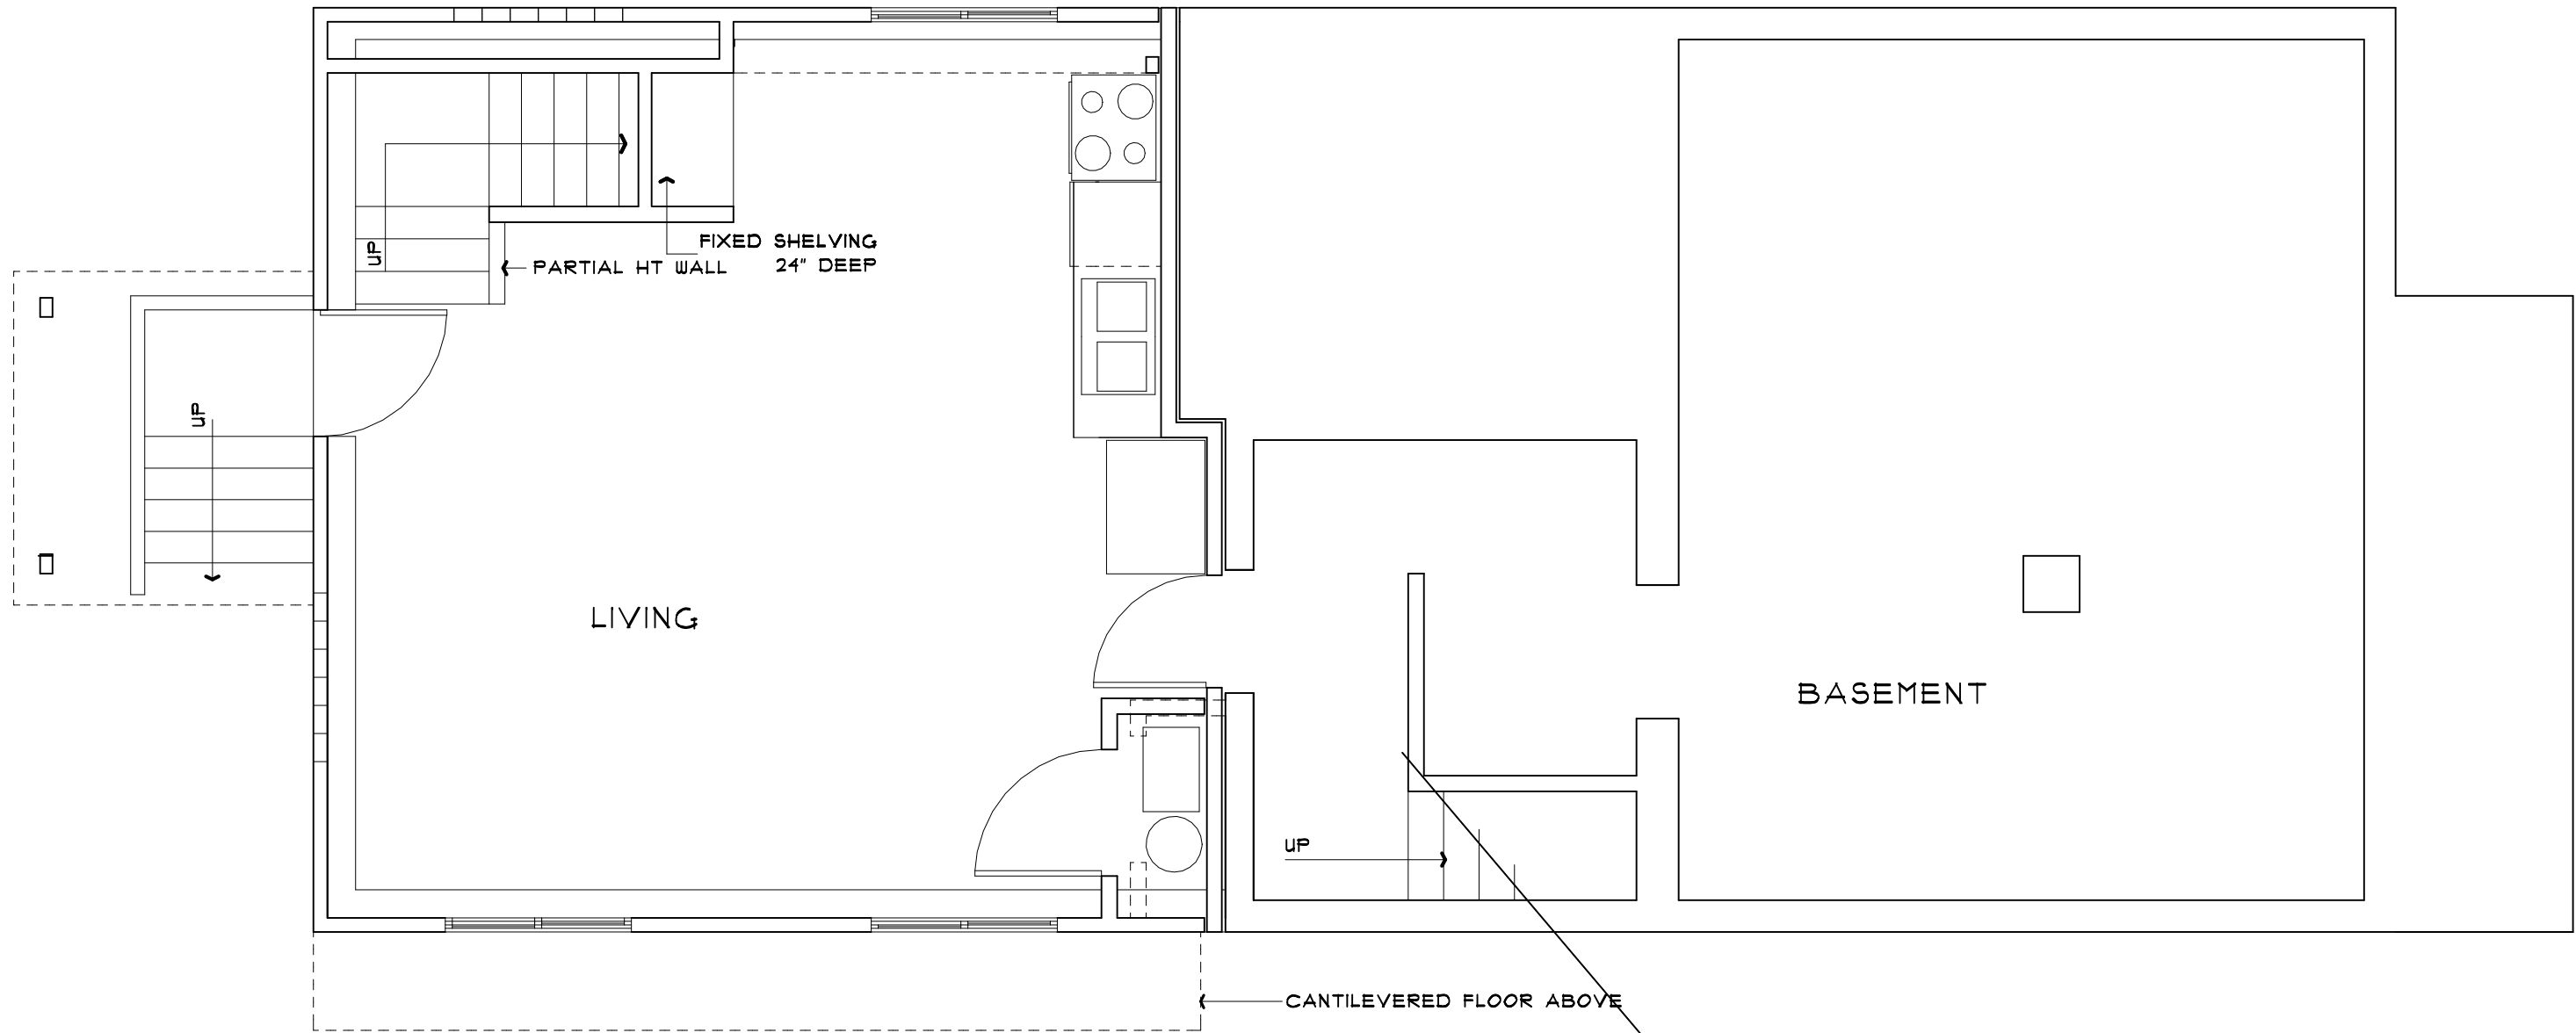 UP
FIXED SHELVING
24" DEEP
PARTIAL HT WALL
UP
LIVING
BASEMENT
UP
CANTILEVERED FLOOR ABOVE